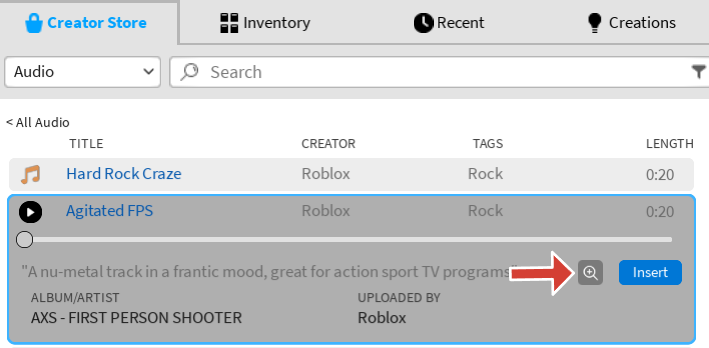 Creator Store Inventory Recent Creations
Audio Search
< All Audio
TITLE CREATOR TAGS LENGTH
Hard Rock Craze Roblox Rock 0:20
Agitated FPS Roblox Rock 0:20
"A nu-metal track in a frantic mood, great for action sport TV programs" Insert
ALBUM/ARTIST UPLOADED BY
AXS - FIRST PERSON SHOOTER Roblox